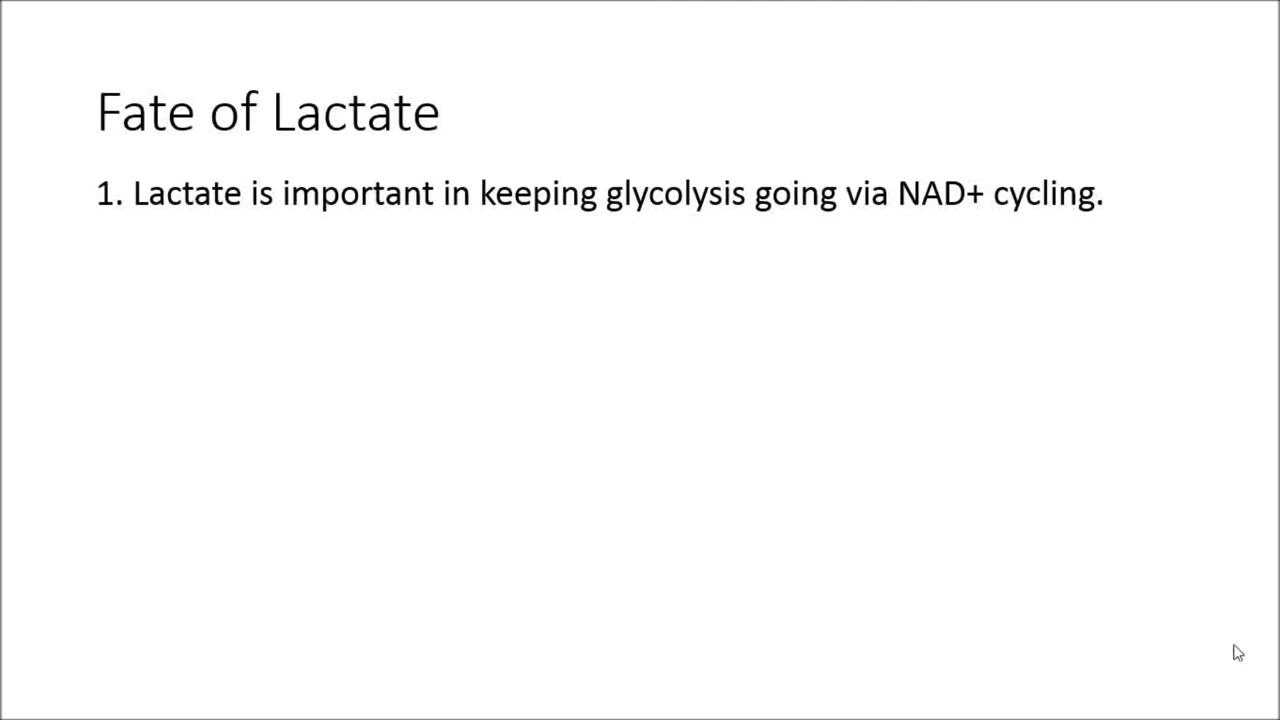 Fate of Lactate
1. Lactate is important in keeping glycolysis going via NAD+ cycling.